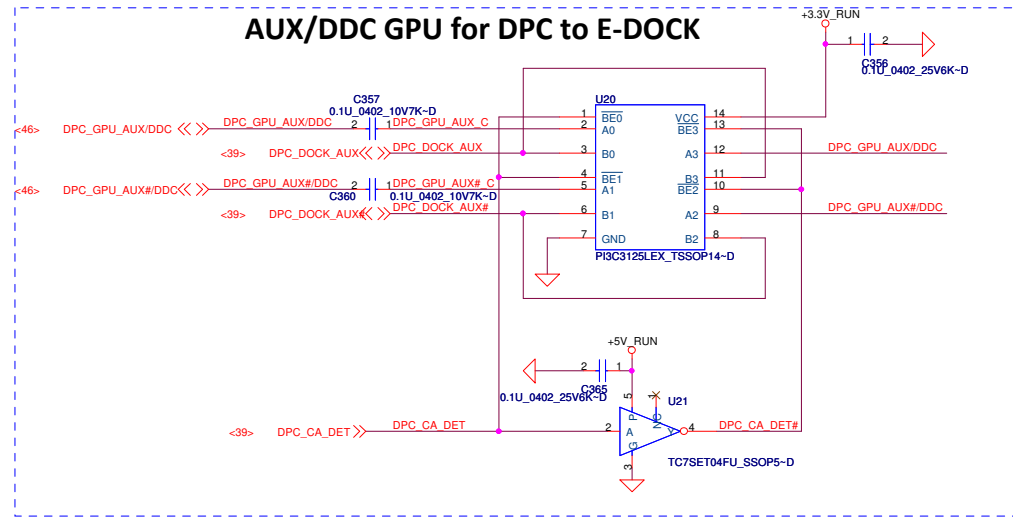 AUX/DDC GPU for DPC to E-DOCK
+3.3V_RUN
1 2
C356
0.1U_0402_25V6K~D
C357
0.1U_0402_10V7K~D
U20
<46> DPC_GPU_AUX/DDC DPC_GPU_AUX/DDC 2 1 DPC_GPU_AUX_C
<39> DPC_DOCK_AUX DPC_DOCK_AUX
<46> DPC_GPU_AUX#/DDC DPC_GPU_AUX#/DDC 2 1 DPC_GPU_AUX#_C
C360 0.1U_0402_10V7K~D
<39> DPC_DOCK_AUX# DPC_DOCK_AUX#
1 BE0 VCC 14
2 A0 BE3 13
3 B0 A3 12 DPC_GPU_AUX/DDC
4 BE1 B3 11
5 A1 BE2 10
6 B1 A2 9 DPC_GPU_AUX#/DDC
7 GND B2 8
PI3C3125LEX_TSSOP14~D
+5V_RUN
2 1
C365
0.1U_0402_25V6K~D
5 1 U21
P NC
<39> DPC_CA_DET DPC_CA_DET 2 A Y 4 DPC_CA_DET#
G
3
TC7SET04FU_SSOP5~D